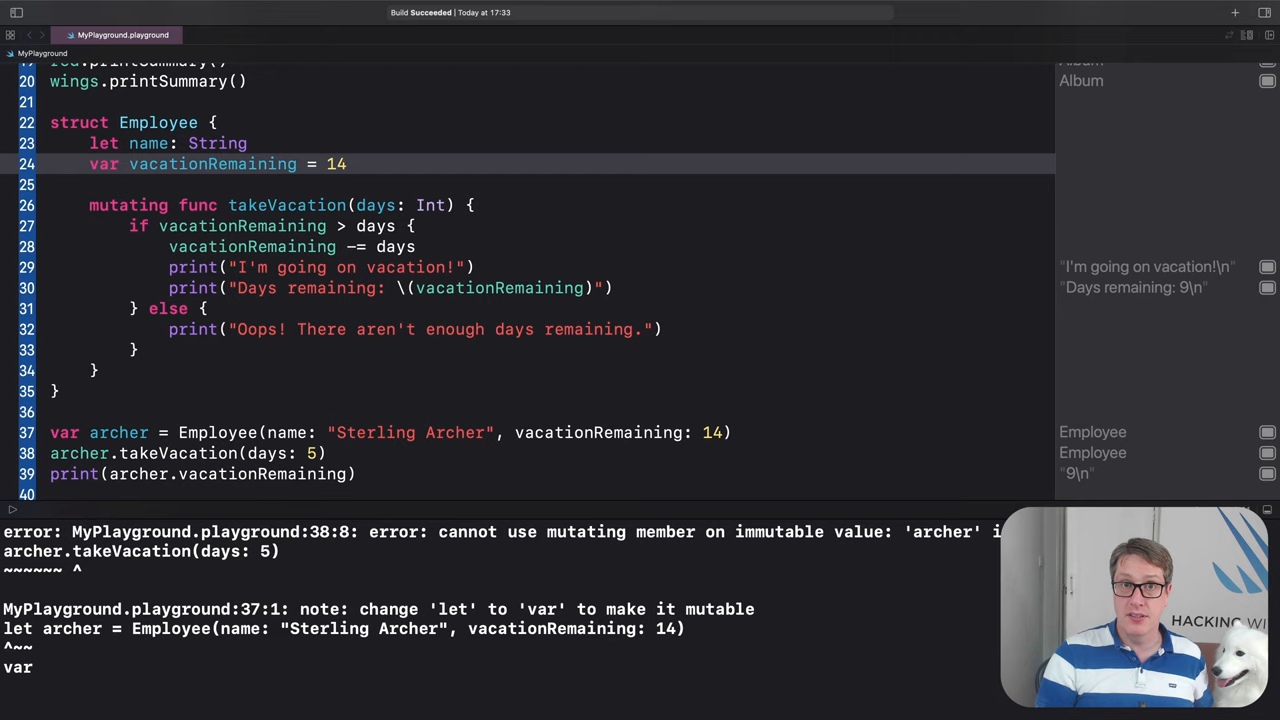 Build Succeeded | Today at 17:33
MyPlayground.playground
MyPlayground
19 red.printSummary()
Album
20 wings.printSummary()
Album
21
22 struct Employee {
23 let name: String
24 var vacationRemaining = 14
25
26 mutating func takeVacation(days: Int) {
27 if vacationRemaining > days {
28 vacationRemaining -= days
29 print("I'm going on vacation!")
"I'm going on vacation!\n"
30 print("Days remaining: \(vacationRemaining)")
"Days remaining: 9\n"
31 } else {
32 print("Oops! There aren't enough days remaining.")
33 }
34 }
35 }
36
37 var archer = Employee(name: "Sterling Archer", vacationRemaining: 14)
Employee
38 archer.takeVacation(days: 5)
Employee
39 print(archer.vacationRemaining)
"9\n"
40
error: MyPlayground.playground:38:8: error: cannot use mutating member on immutable value: 'archer' i
archer.takeVacation(days: 5)
~~~~~~ ^
MyPlayground.playground:37:1: note: change 'let' to 'var' to make it mutable
let archer = Employee(name: "Sterling Archer", vacationRemaining: 14)
^~~
var
HACKING WI